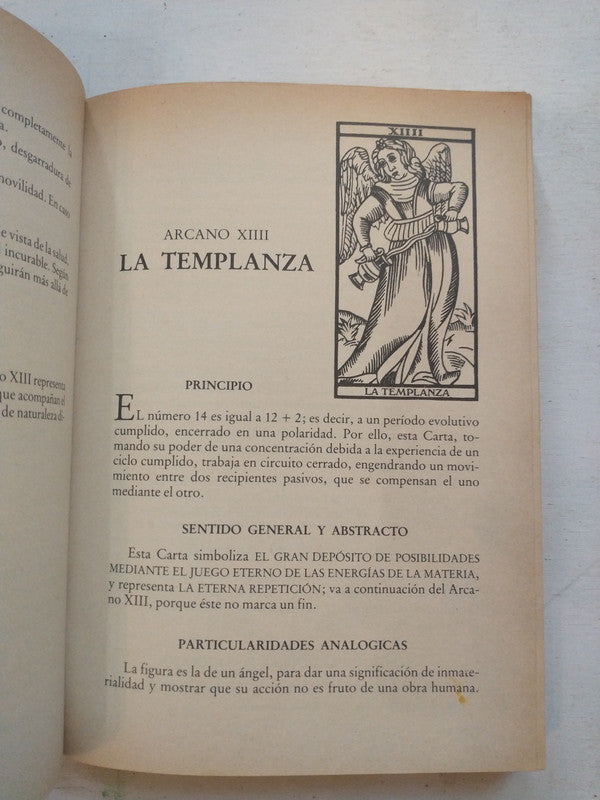 completamente la
a.
o, desgarradura de
movilidad. En caso
e vista de la salud,
incurable. Según
guirán más allá de
o XIII representa
que acompañan el
de naturaleza di-
XIIII
ARCANO XIIII
LA TEMPLANZA
LA TEMPLANZA
PRINCIPIO
EL número 14 es igual a 12 + 2; es decir, a un período evolutivo
cumplido, encerrado en una polaridad. Por ello, esta Carta, to-
mando su poder de una concentración debida a la experiencia de un
ciclo cumplido, trabaja en circuito cerrado, engendrando un movi-
miento entre dos recipientes pasivos, que se compensan el uno
mediante el otro.
SENTIDO GENERAL Y ABSTRACTO
Esta Carta simboliza EL GRAN DEPÓSITO DE POSIBILIDADES
MEDIANTE EL JUEGO ETERNO DE LAS ENERGÍAS DE LA MATERIA,
y representa LA ETERNA REPETICIÓN; va a continuación del Arca-
no XIII, porque éste no marca un fin.
PARTICULARIDADES ANALOGICAS
La figura es la de un ángel, para dar una significación de inmate-
rialidad y mostrar que su acción no es fruto de una obra humana.